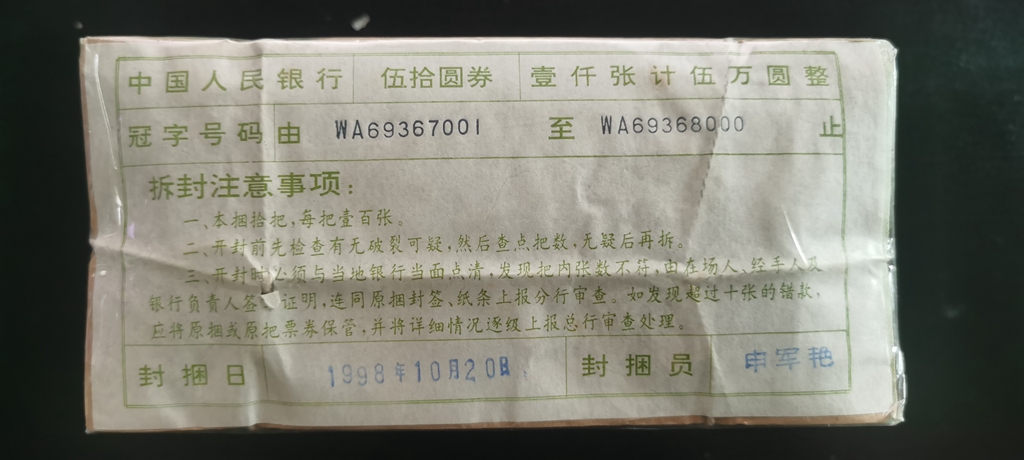 中国人民银行 伍拾圆券 壹仟张计伍万圆整
冠字号码由 WA69367001 至 WA69368000 止
拆封注意事项：
一、本捆拾把，每把壹百张。
二、开封前先检查有无破裂可疑，然后查点把数，无疑后再拆。
三、开封时必须与当地银行当面点清，发现把内张数不符，由在场人、经手人及
银行负责人签 证明，连同原捆封签、纸条上报分行审查。如发现超过十张的错款，
应将原捆或原把票券保管，并将详细情况逐级上报总行审查处理。
封捆日 1998年10月20日 封捆员 申军艳